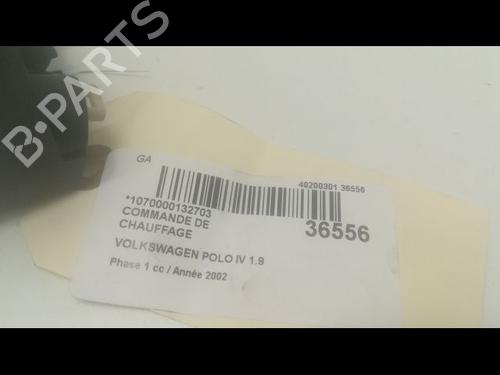 B-PARTS
GA
40200301 36556
*1070000132703
COMMANDE DE
CHAUFFAGE
36556
VOLKSWAGEN POLO IV 1.9
Phase 1 cc / Année 2002